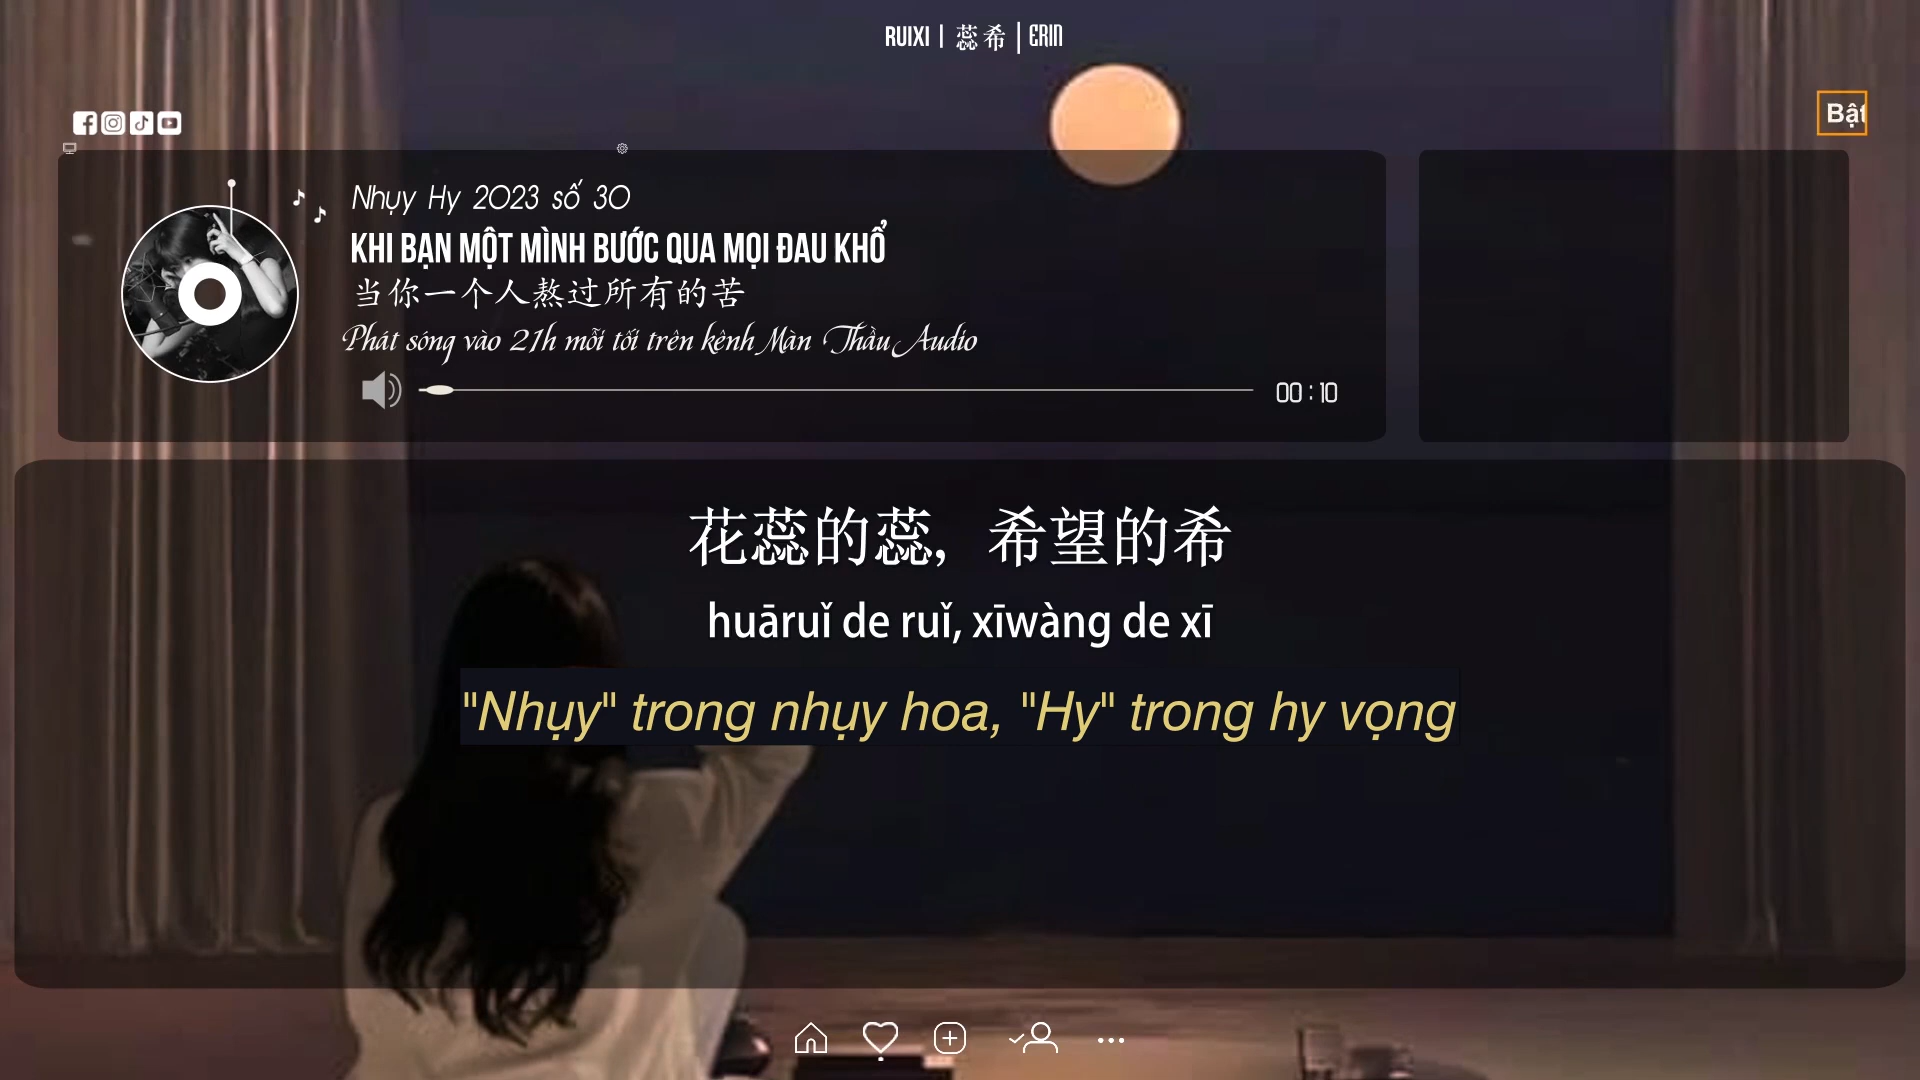 RUIXI | 蕊希 | ERIN
Bật
Nhụy Hy 2023 số 30
KHI BẠN MỘT MÌNH BƯỚC QUA MỌI ĐAU KHỔ
当你一个人熬过所有的苦
Phát sóng vào 21h mỗi tối trên kênh Màn Thầu Audio
00 : 10
花蕊的蕊, 希望的希
huāruǐ de ruǐ, xīwàng de xī
"Nhụy" trong nhụy hoa, "Hy" trong hy vọng